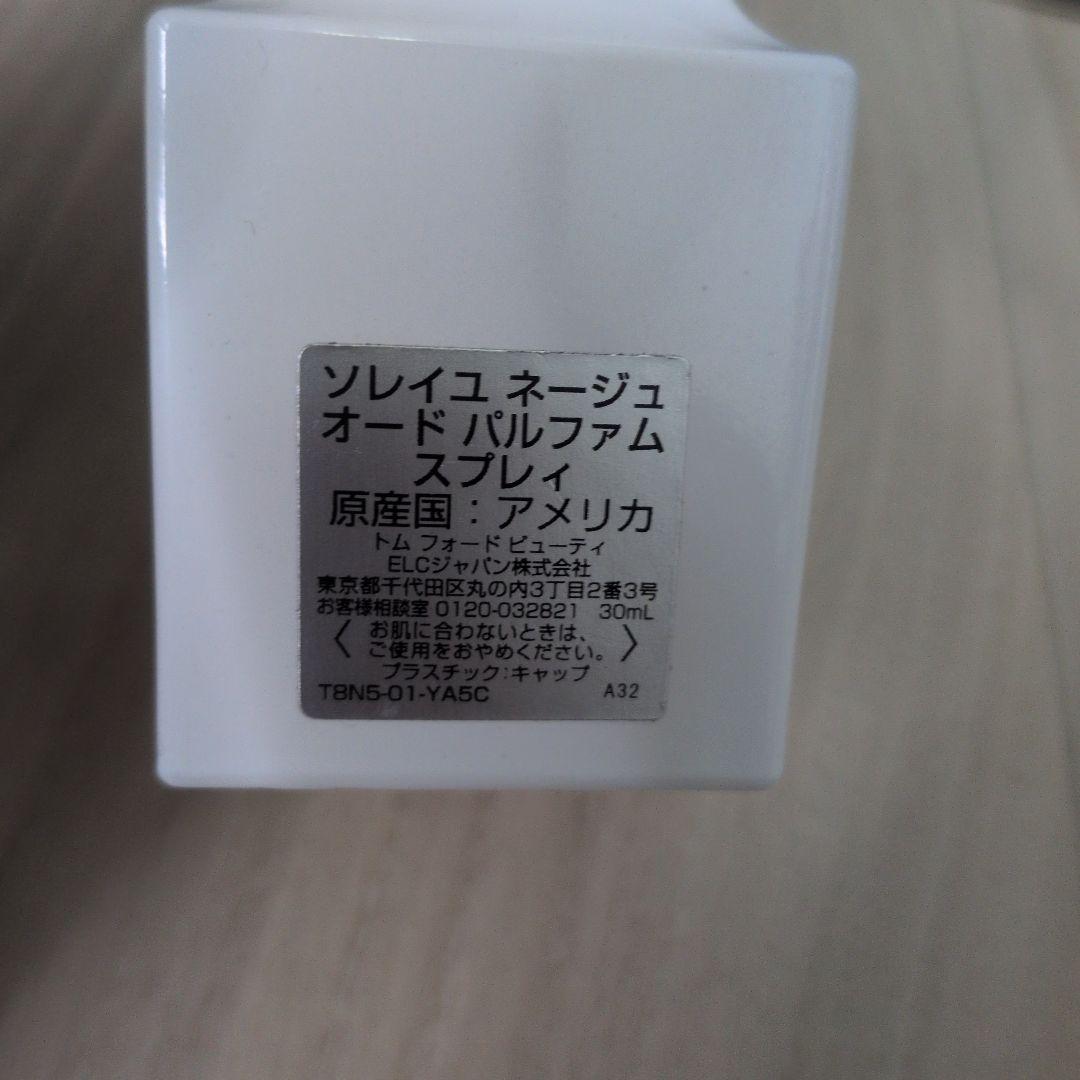 ソレイユ ネージュ
オード パルファム
スプレィ
原産国：アメリカ
トム フォード ビューティ
ELCジャパン株式会社
東京都千代田区丸の内3丁目2番3号
お客様相談室 0120-032821 30mL
〈 お肌に合わないときは、
ご使用をおやめください。 〉
プラスチック：キャップ
T8N5-01-YA5C A32